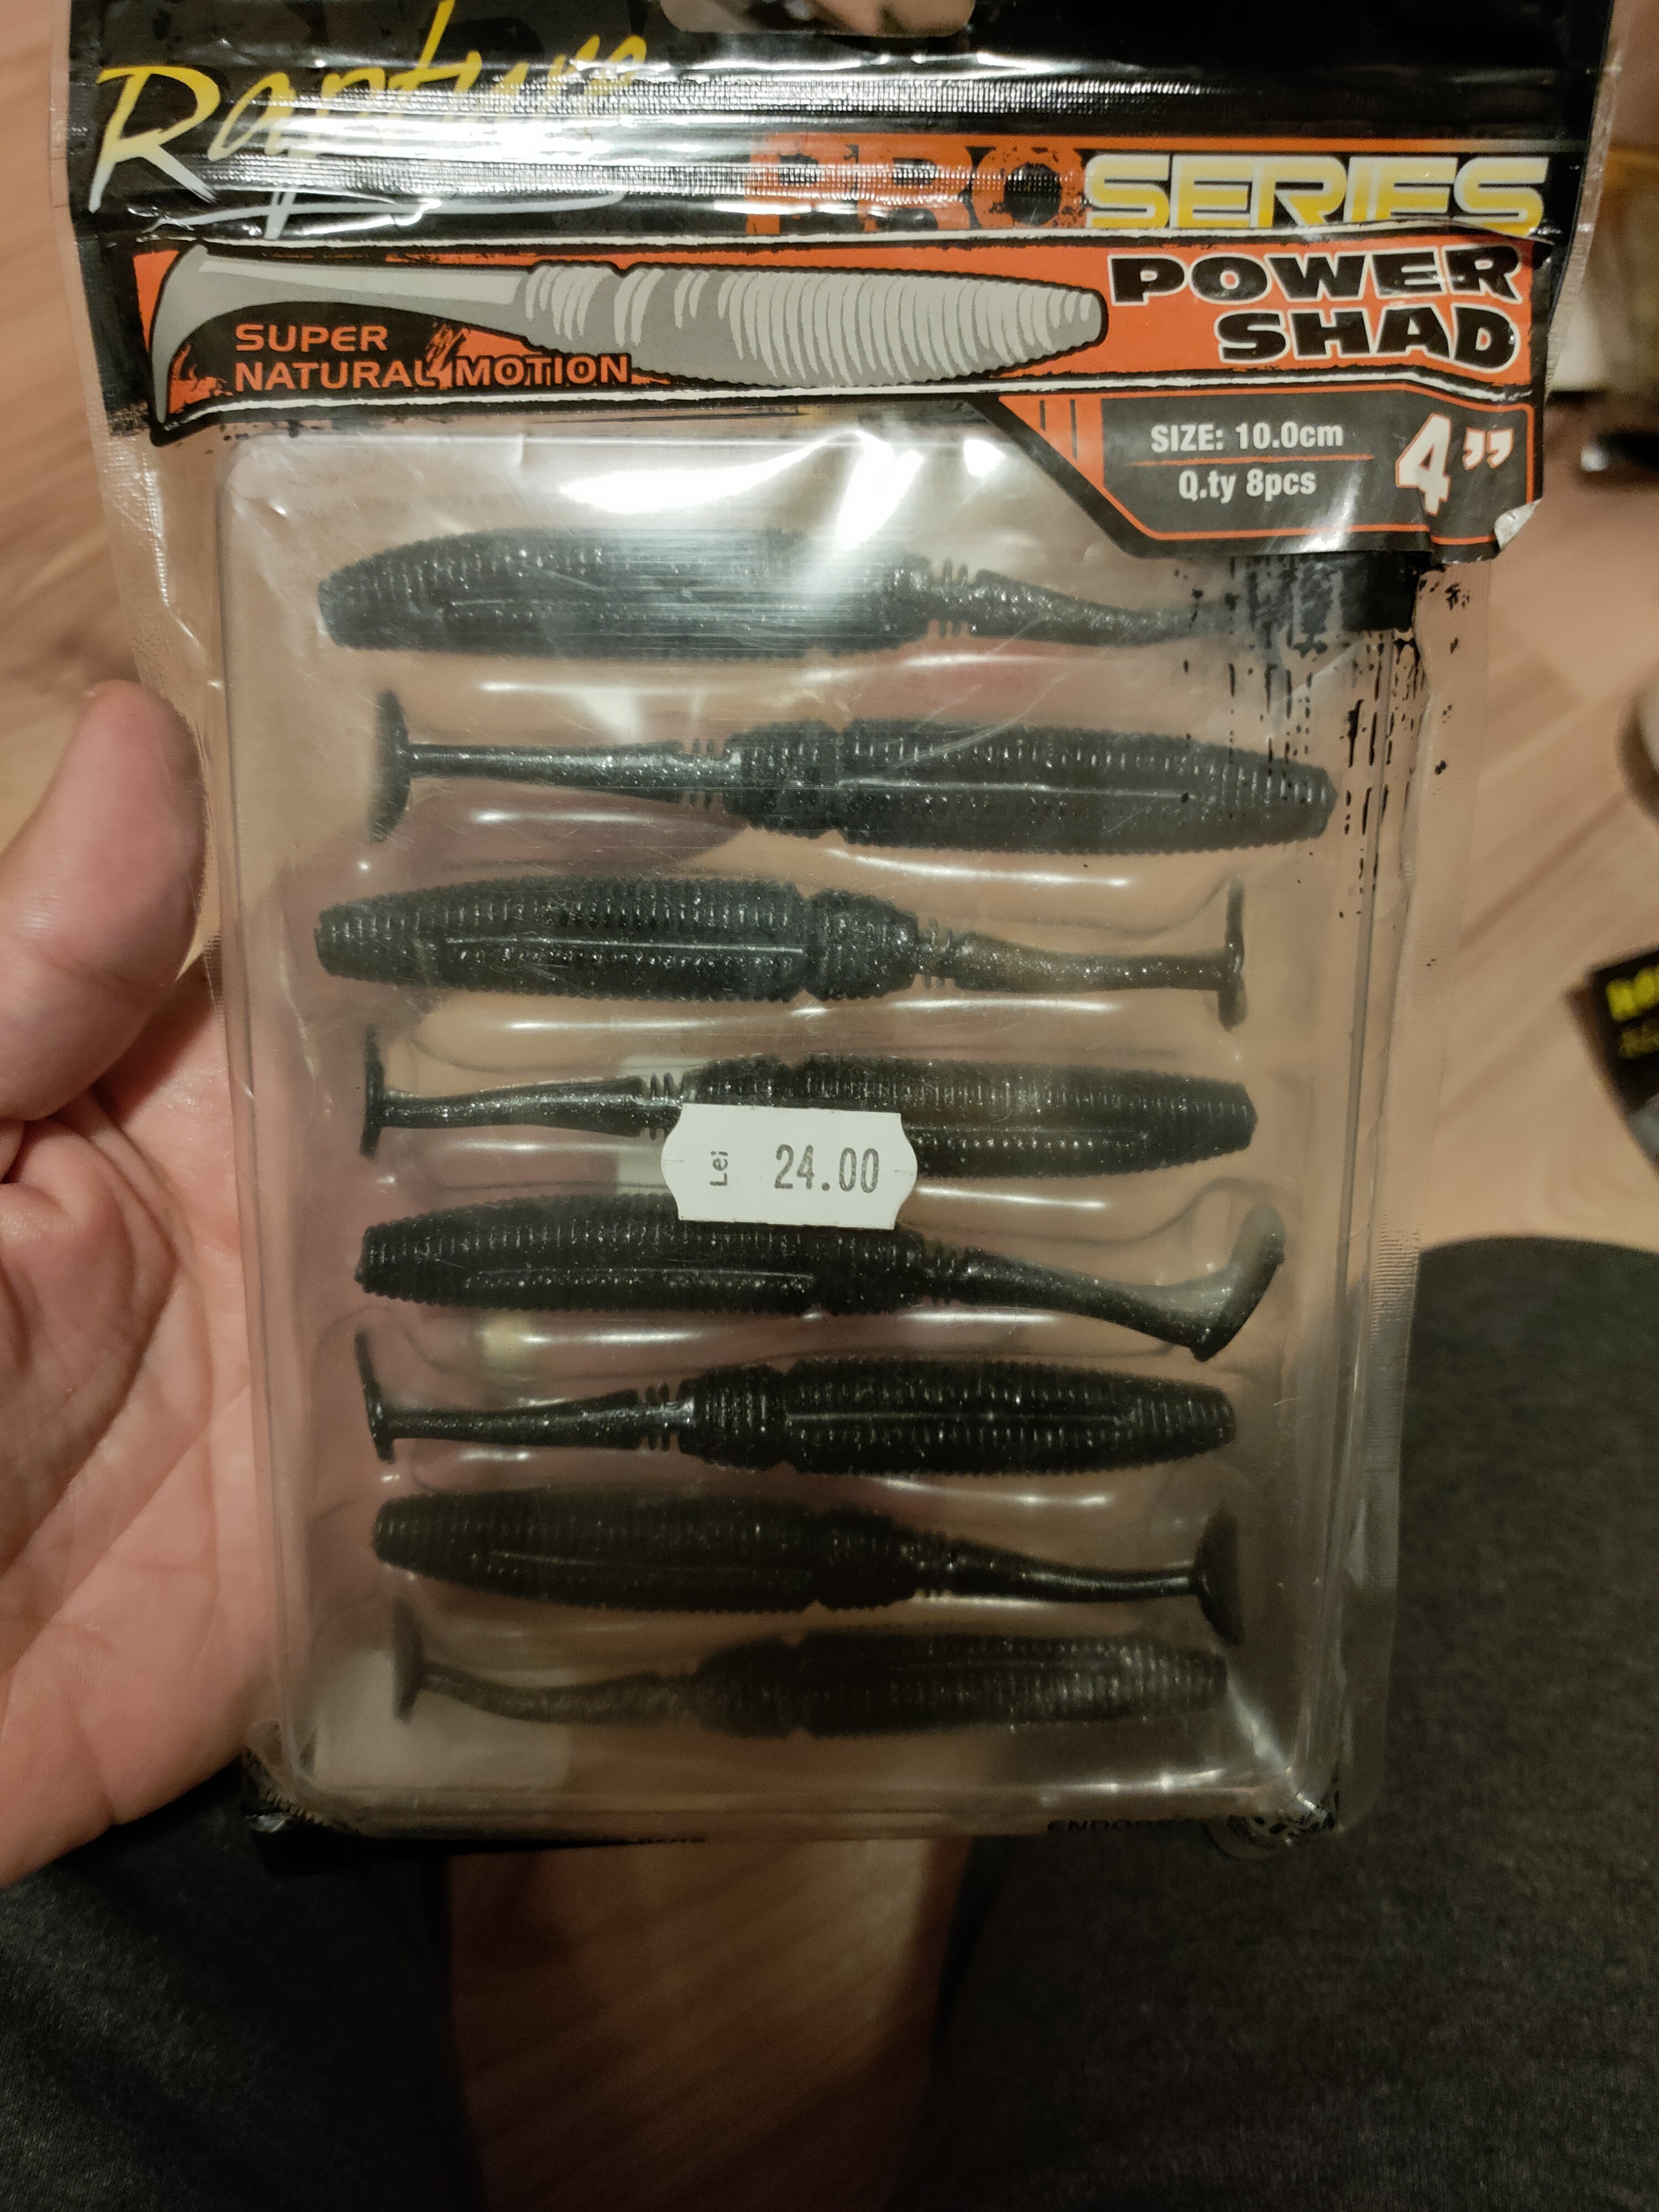 Rapture
PRO SERIES
POWER
SHAD
SUPER
NATURAL MOTION
SIZE: 10.0cm
Q.ty 8pcs
4"
Lei 24.00